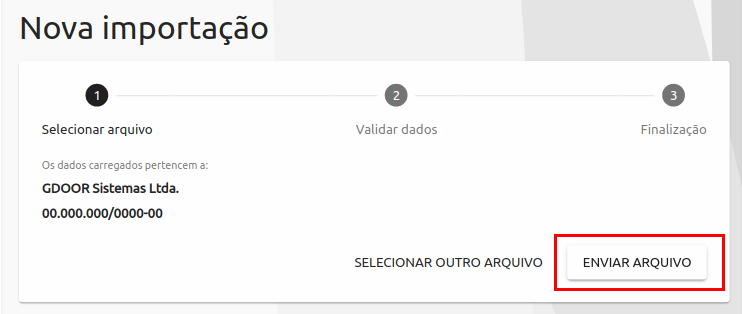 Nova importação
1 2 3
Selecionar arquivo Validar dados Finalização
Os dados carregados pertencem a:
GDOOR Sistemas Ltda.
00.000.000/0000-00
SELECIONAR OUTRO ARQUIVO ENVIAR ARQUIVO